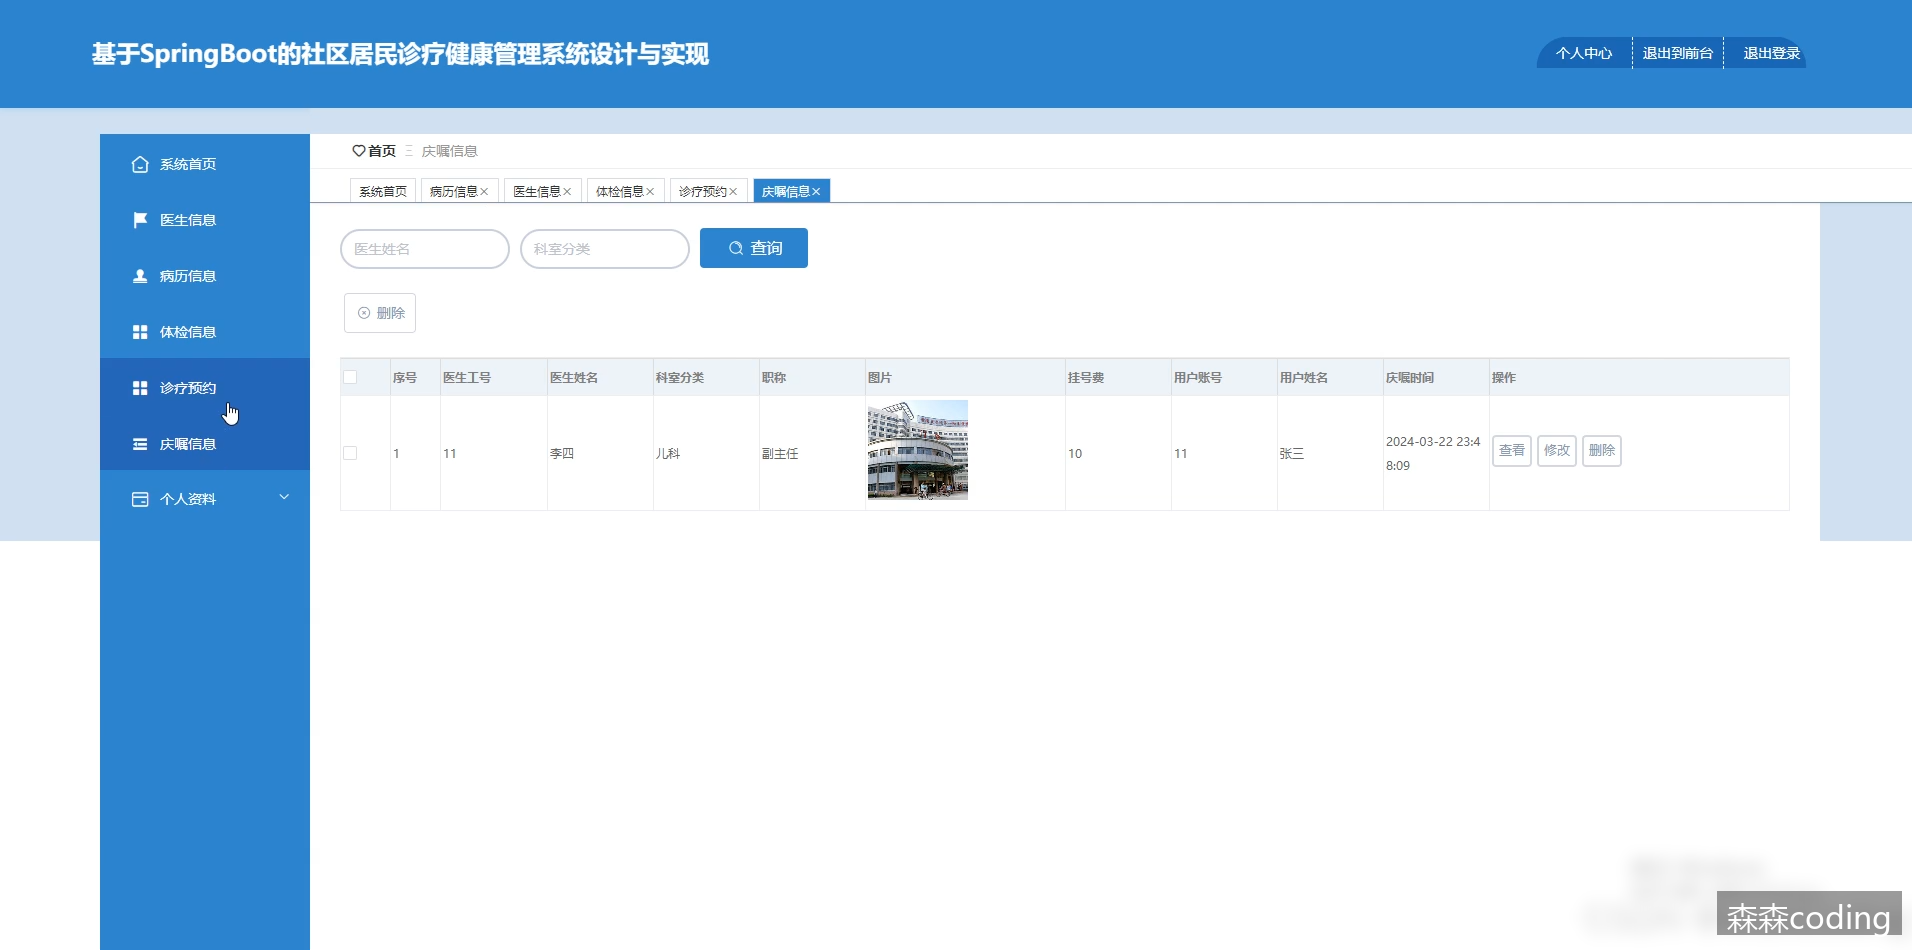 基于SpringBoot的社区居民诊疗健康管理系统设计与实现
个人中心 退出到前台 退出登录
系统首页
医生信息
病历信息
体检信息
诊疗预约
庆嘱信息
个人资料
首页 庆嘱信息
系统首页 病历信息 医生信息 体检信息 诊疗预约 庆嘱信息
医生姓名 科室分类 查询
删除
序号 医生工号 医生姓名 科室分类 职称 图片 挂号费 用户账号 用户姓名 庆嘱时间 操作
1 11 李四 儿科 副主任 10 11 张三 2024-03-22 23:4
8:09 查看 修改 删除
森森coding